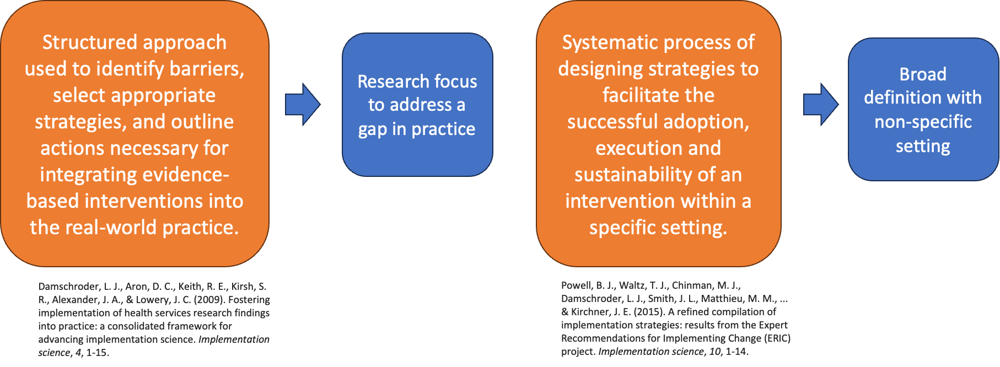 Structured approach
used to identify barriers,
select appropriate
strategies, and outline
actions necessary for
integrating evidence-
based interventions into
the real-world practice.
Research focus
to address a
gap in practice
Damschroder, L. J., Aron, D. C., Keith, R. E., Kirsh, S.
R., Alexander, J. A., & Lowery, J. C. (2009). Fostering
implementation of health services research findings
into practice: a consolidated framework for
advancing implementation science. Implementation
science, 4, 1-15.
Systematic process of
designing strategies to
facilitate the
successful adoption,
execution and
sustainability of an
intervention within a
specific setting.
Broad
definition with
non-specific
setting
Powell, B. J., Waltz, T. J., Chinman, M. J.,
Damschroder, L. J., Smith, J. L., Matthieu, M. M., ...
& Kirchner, J. E. (2015). A refined compilation of
implementation strategies: results from the Expert
Recommendations for Implementing Change (ERIC)
project. Implementation science, 10, 1-14.